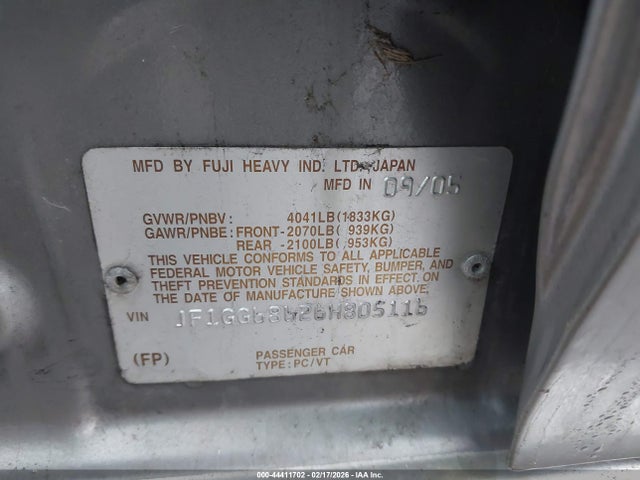 MFD BY FUJI HEAVY IND. LTD. JAPAN
MFD IN 09/05
GVWR/PNBV: 4041LB(1833KG)
GAWR/PNBE: FRONT-2070LB( 939KG)
REAR -2100LB( 953KG)
THIS VEHICLE CONFORMS TO ALL APPLICABLE
FEDERAL MOTOR VEHICLE SAFETY, BUMPER, AND
THEFT PREVENTION STANDARDS IN EFFECT. ON
DATE OF MANUFACTURE SHOWN ABOVE.
VIN JF1GG68626H805116
(FP) PASSENGER CAR
TYPE: PC/VT
000-44411702 - 02/17/2026 - IAA Inc.